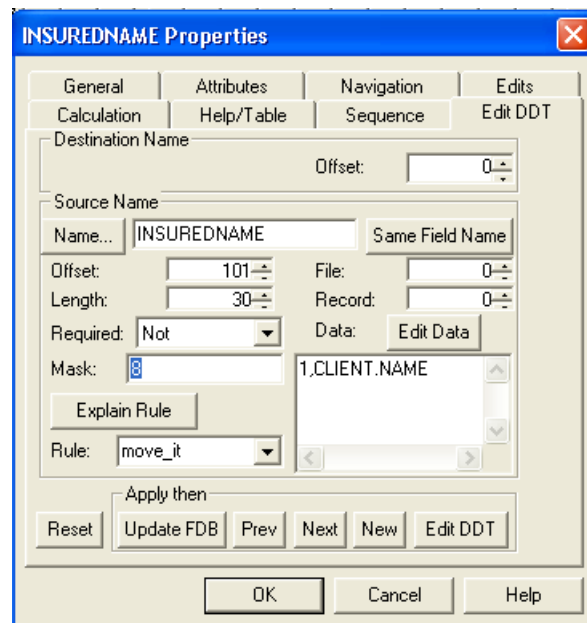 INSUREDNAME Properties
General Attributes Navigation Edits
Calculation Help/Table Sequence Edit DDT
Destination Name
Offset: 0
Source Name
Name... INSUREDNAME Same Field Name
Offset: 101 File: 0
Length: 30 Record: 0
Required: Not Data: Edit Data
Mask: 8 1,CLIENT.NAME
Explain Rule
Rule: move_it
Apply then
Reset Update FDB Prev Next New Edit DDT
OK Cancel Help